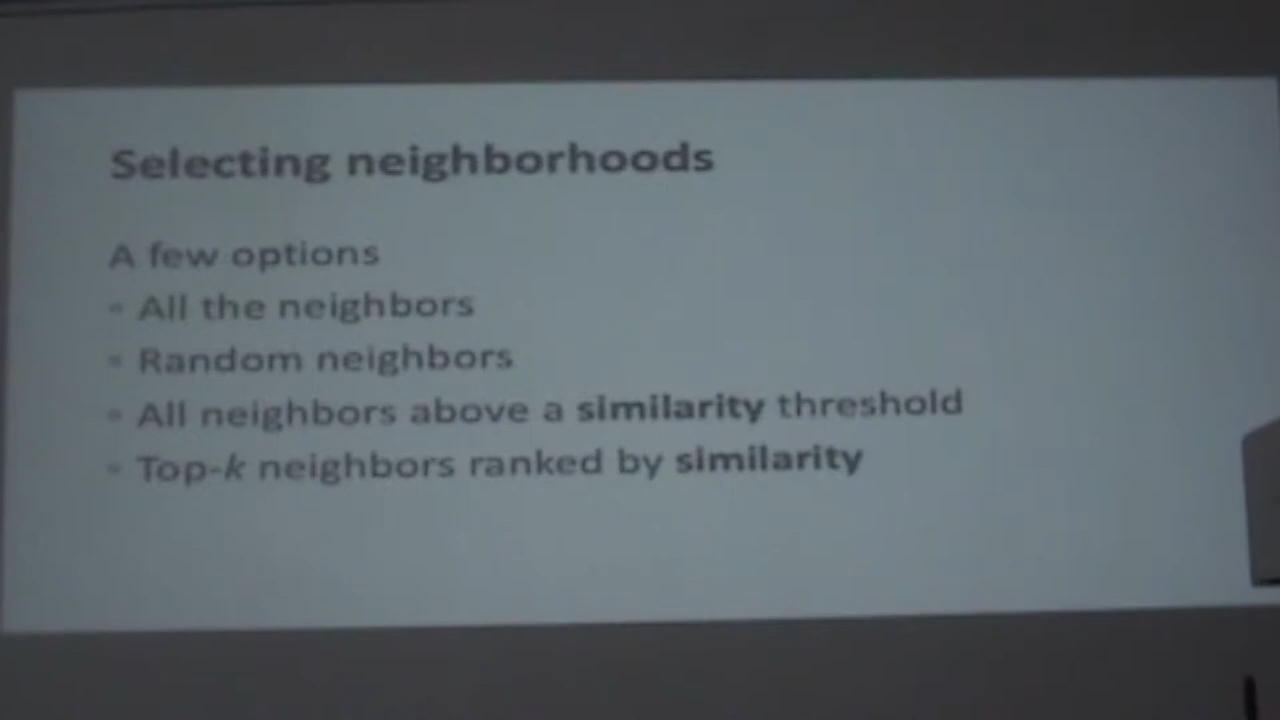 Selecting neighborhoods
A few options
• All the neighbors
• Random neighbors
• All neighbors above a similarity threshold
• Top-k neighbors ranked by similarity